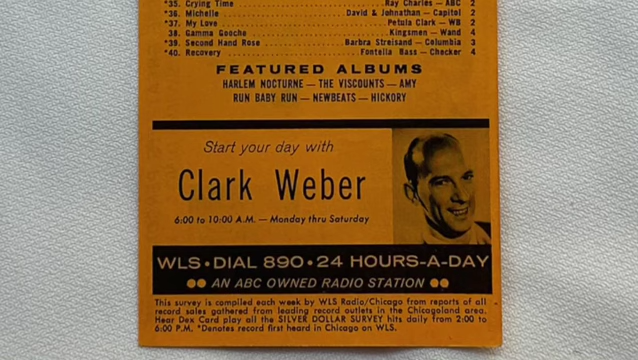 *35. Crying Time ........ Ray Charles — ABC 2
*36. Michelle ........ David & Johnathan — Capitol 2
*37. My Love ........ Petula Clark — WB 2
38. Gamma Gooche ........ Kingsmen — Wand 4
*39. Second Hand Rose ........ Barbra Streisand — Columbia 3
*40. Recovery ........ Fontella Bass — Checker 4
FEATURED ALBUMS
HARLEM NOCTURNE — THE VISCOUNTS — AMY
RUN BABY RUN — NEWBEATS — HICKORY
Start your day with
Clark Weber
6:00 to 10:00 A.M. — Monday thru Saturday
WLS • DIAL 890 • 24 HOURS-A-DAY
●● AN ABC OWNED RADIO STATION ●●
This survey is compiled each week by WLS Radio/Chicago from reports of all
record sales gathered from leading record outlets in the Chicagoland area.
Hear Dex Card play all the SILVER DOLLAR SURVEY hits daily from 2:00 to
6:00 P.M. *Denotes record first heard in Chicago on WLS.